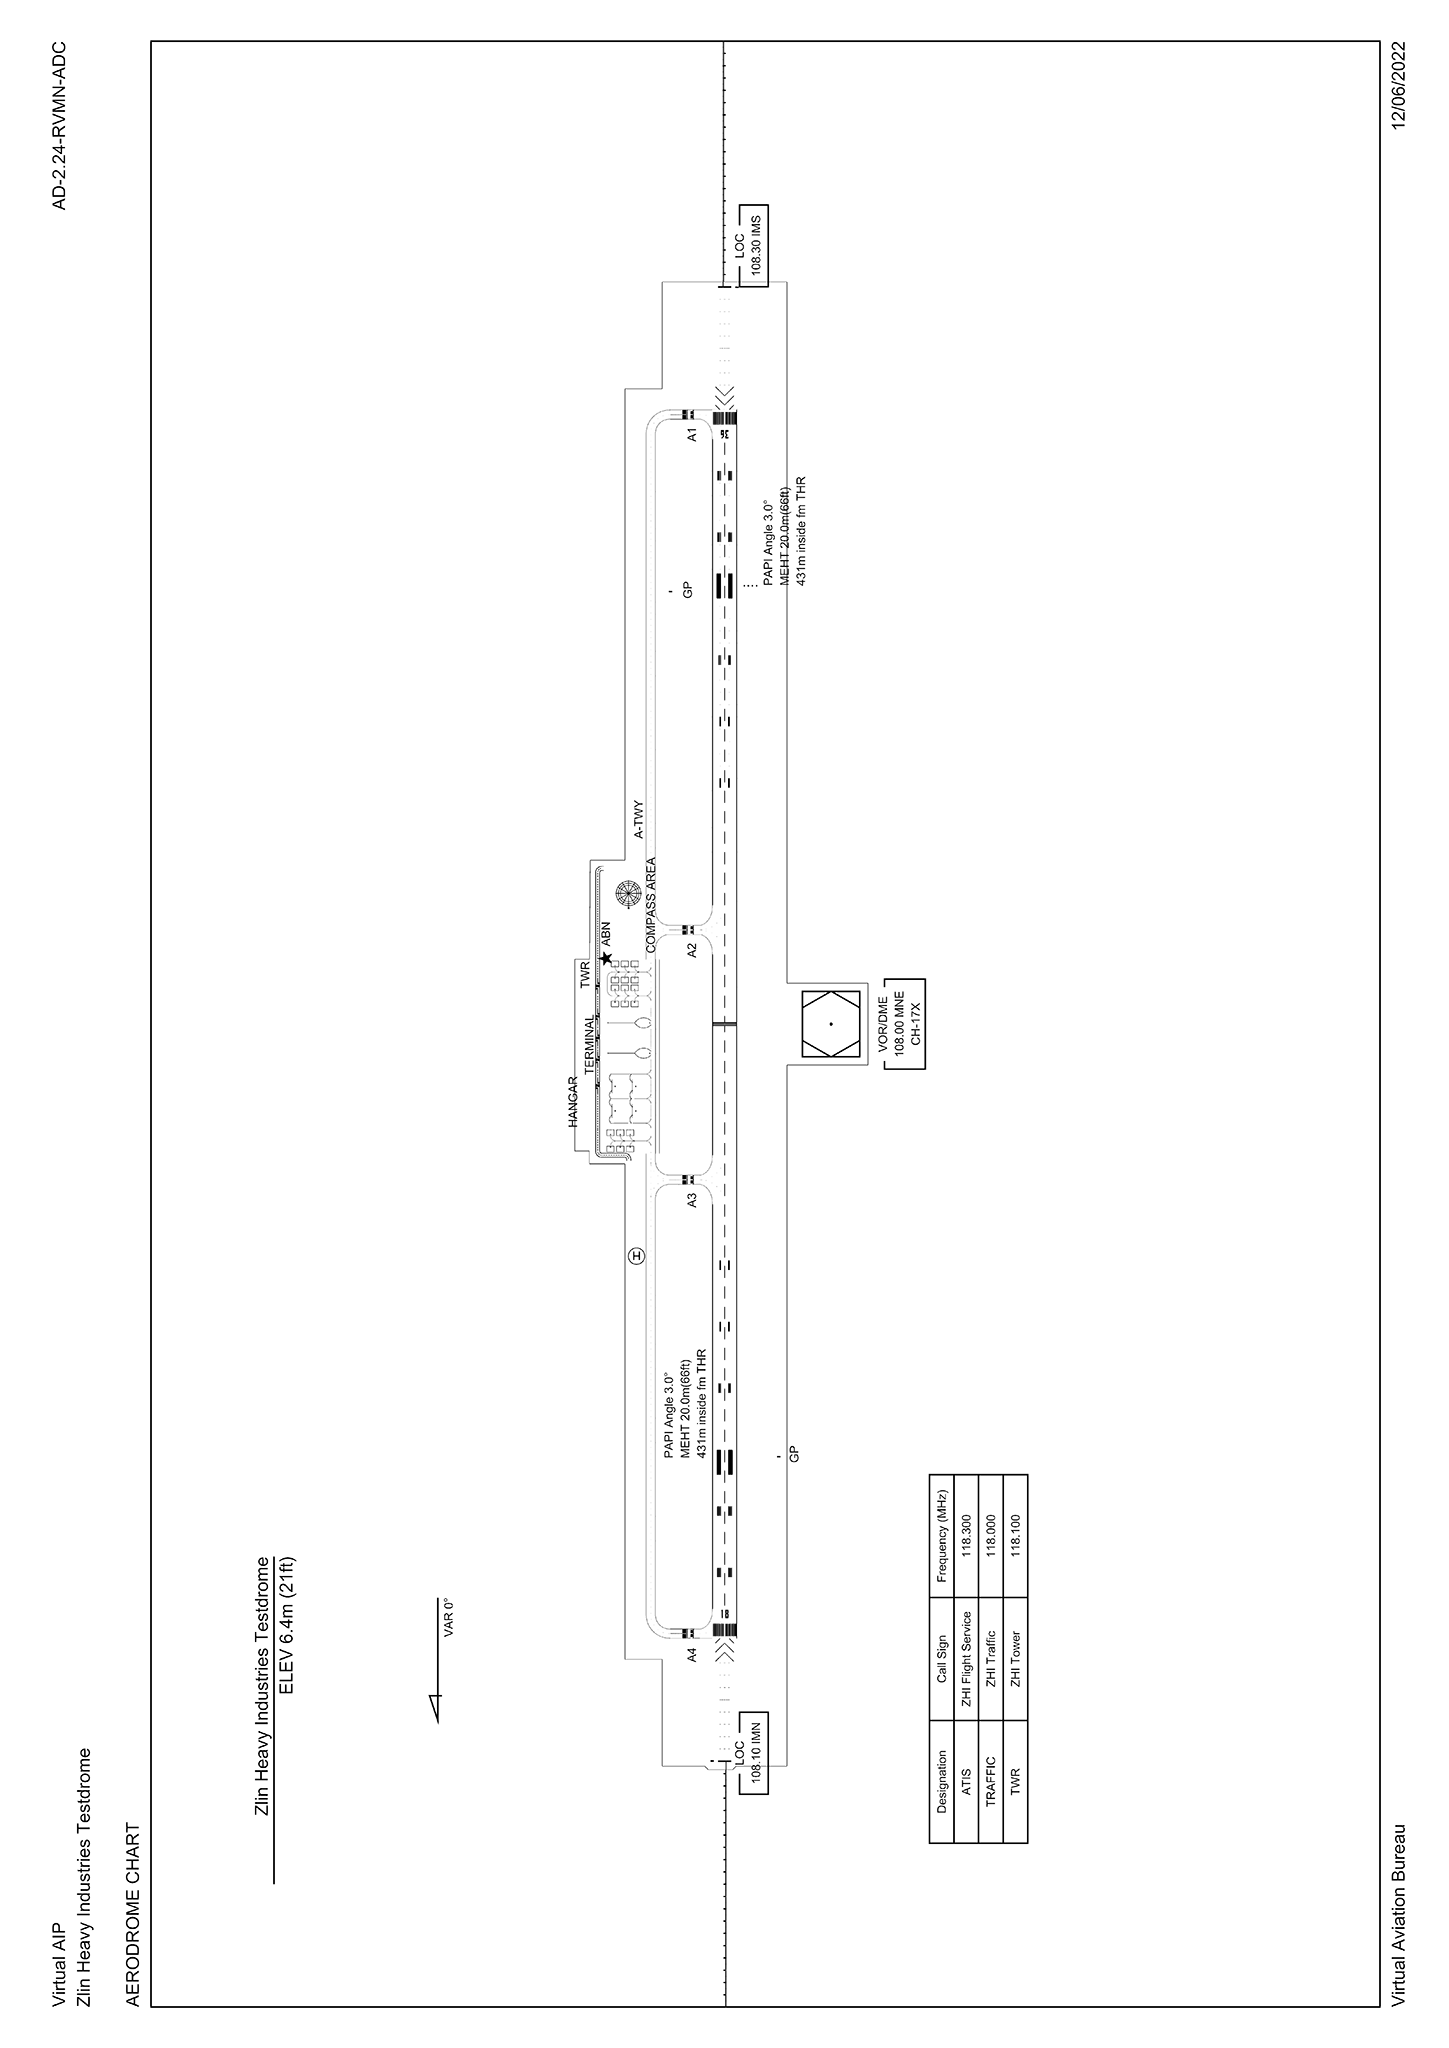 Virtual AIP
Zlin Heavy Industries Testdrome
AD-2.24-RVMN-ADC
AERODROME CHART
Zlin Heavy Industries Testdrome
ELEV 6.4m (21ft)
VAR 0°
HANGAR
TERMINAL
TWR
ABN
COMPASS AREA
A-TWY
H
A4
A3
A2
A1
PAPI Angle 3.0°
MEHT 20.0m(66ft)
431m inside fm THR
GP
18
36
LOC
108.10 IMN
LOC
108.30 IMS
GP
PAPI Angle 3.0°
MEHT 20.0m(66ft)
431m inside fm THR
VOR/DME
108.00 MNE
CH-17X
Designation Call Sign Frequency (MHz)
ATIS ZHI Flight Service 118.300
TRAFFIC ZHI Traffic 118.000
TWR ZHI Tower 118.100
Virtual Aviation Bureau
12/06/2022